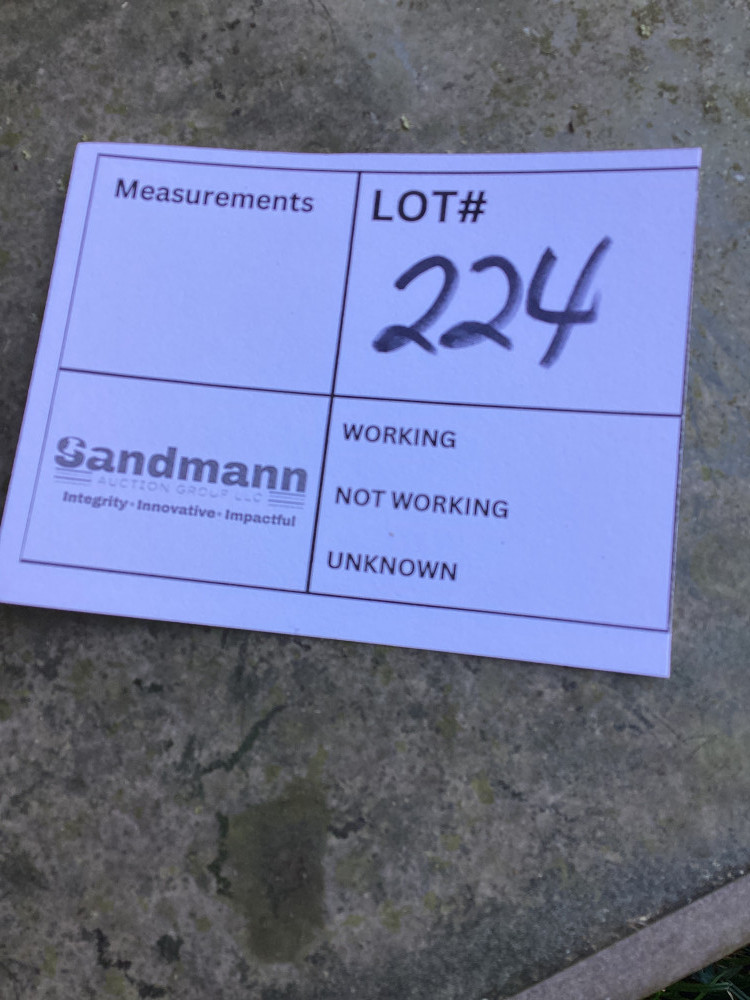 Measurements
LOT#
224
Sandmann
AUCTION GROUP LLC
Integrity • Innovative • Impactful
WORKING
NOT WORKING
UNKNOWN